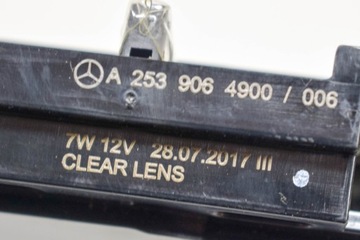 A 253 906 4900 / 006
7W 12V 28.07.2017 III
CLEAR LENS